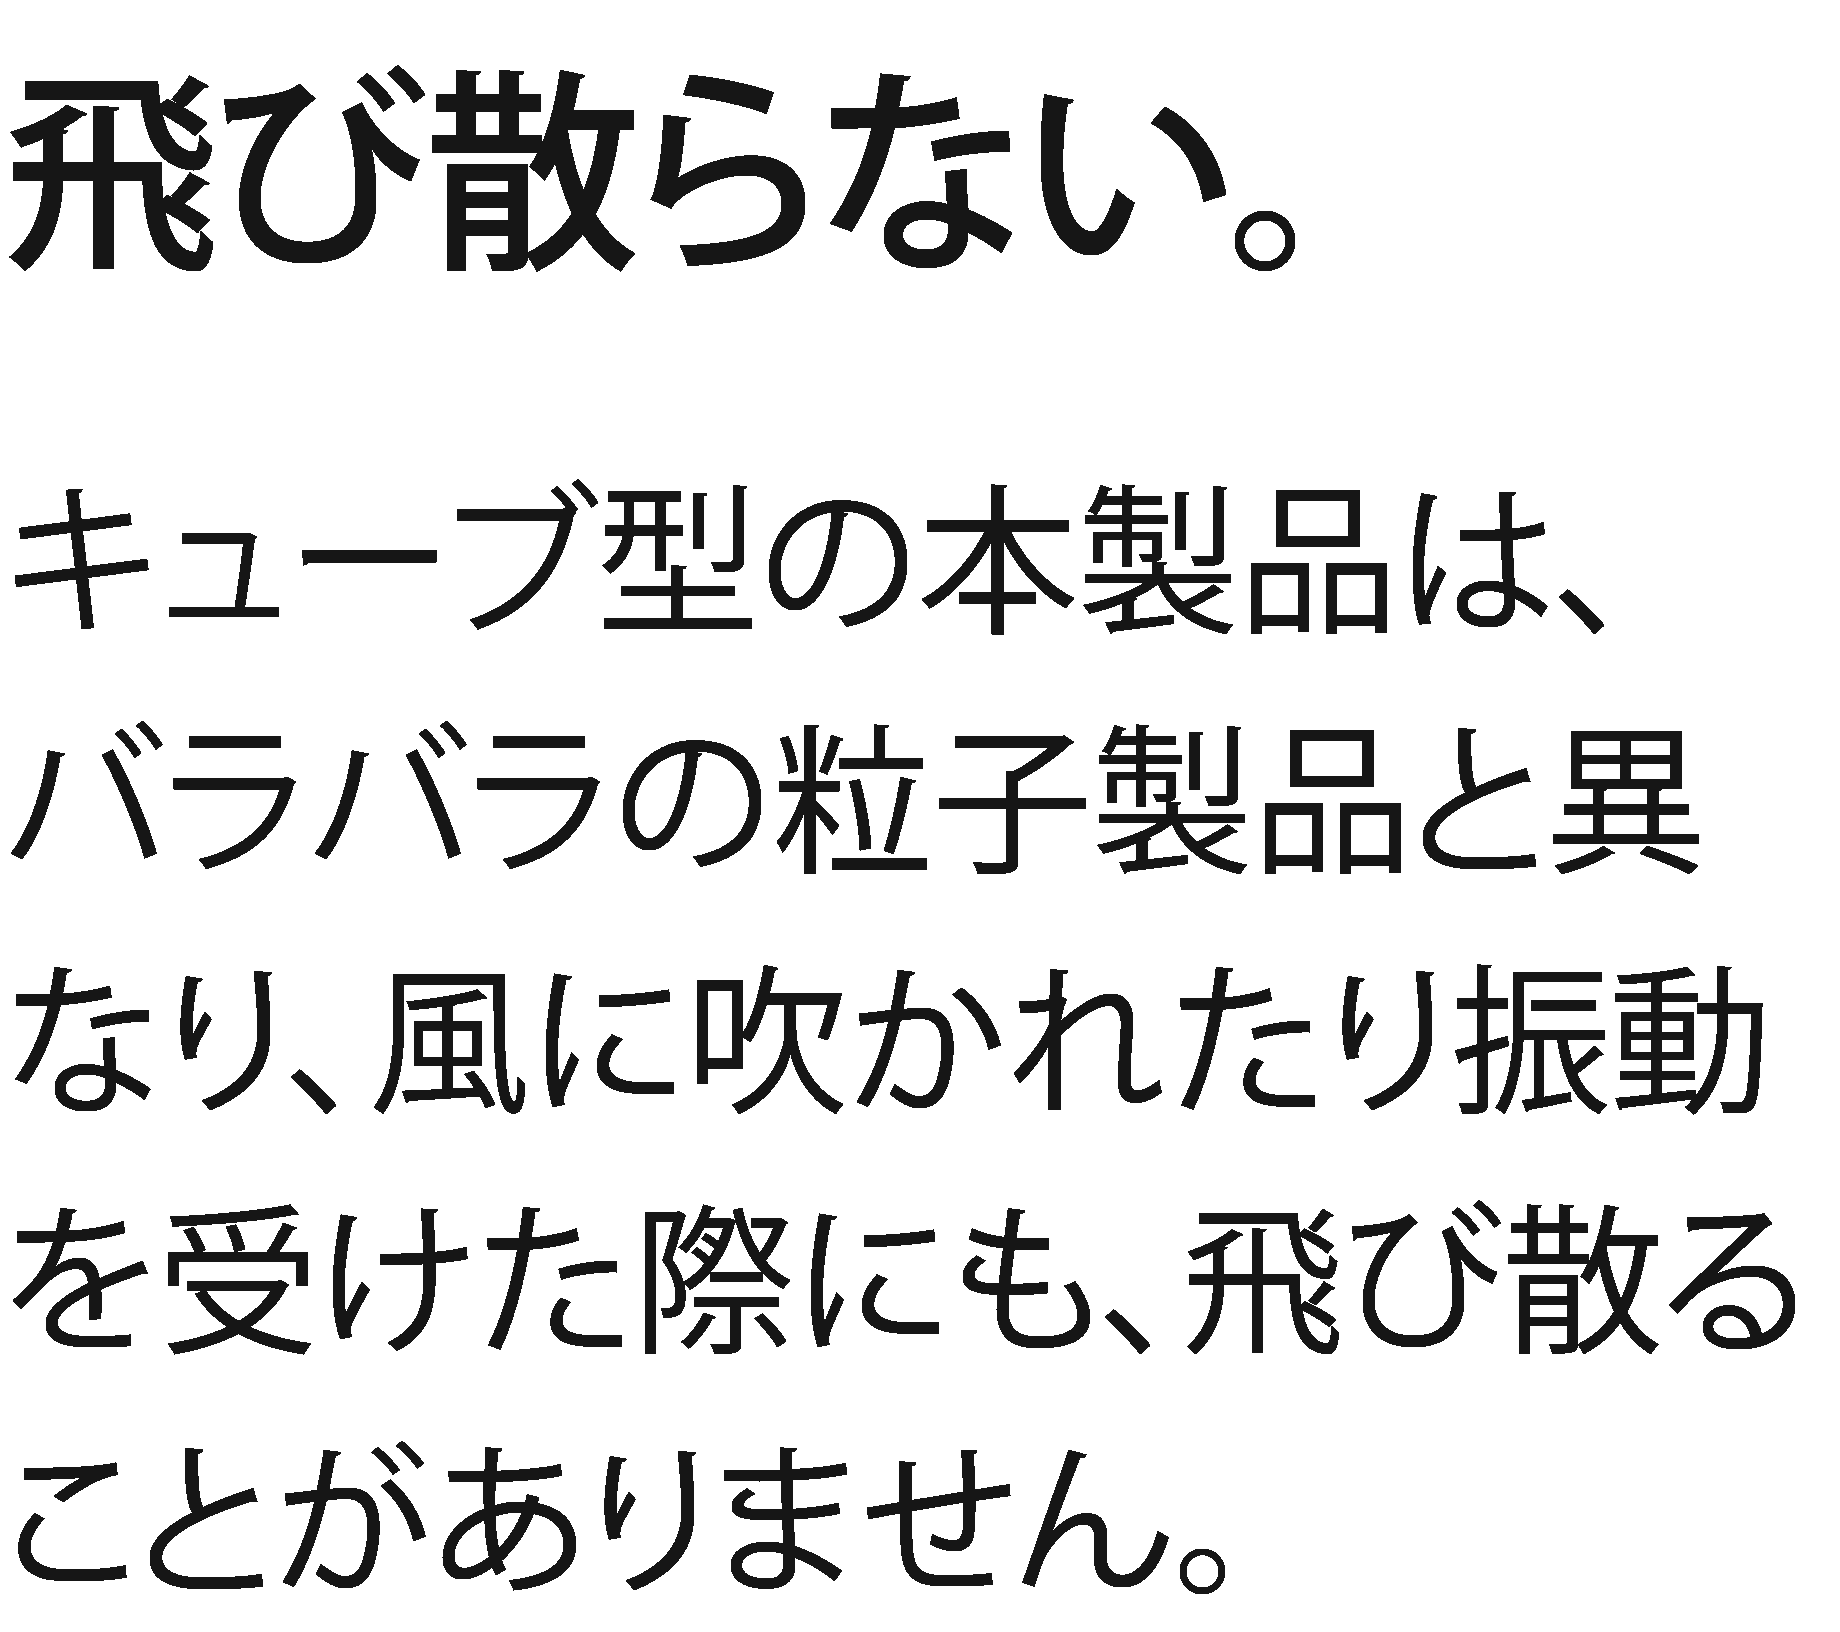 飛び散らない。
キューブ型の本製品は、
バラバラの粒子製品と異
なり、風に吹かれたり振動
を受けた際にも、飛び散る
ことがありません。